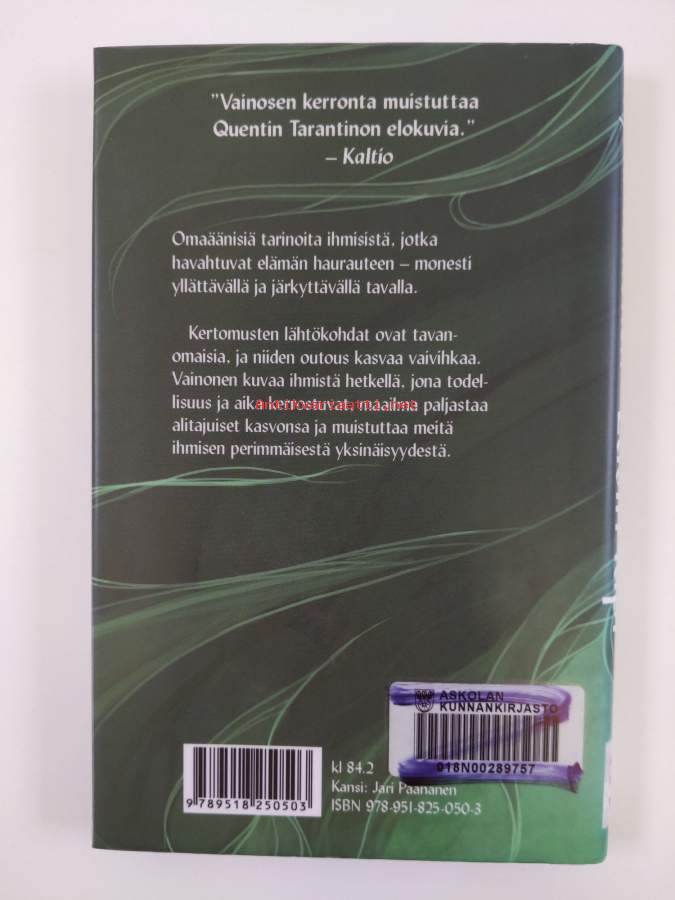 "Vainosen kerronta muistuttaa
Quentin Tarantinon elokuvia."
– Kaltio
Omaäänisiä tarinoita ihmisistä, jotka
havahtuvat elämän haurauteen – monesti
yllättävällä ja järkyttävällä tavalla.
Kertomusten lähtökohdat ovat tavan-
omaisia, ja niiden outous kasvaa vaivihkaa.
Vainonen kuvaa ihmistä hetkellä, jona todel-
lisuus ja aika kerrostuvat, maailma paljastaa
alitajuiset kasvonsa ja muistuttaa meitä
ihmisen perimmäisestä yksinäisyydestä.
ASKOLAN
KUNNANKIRJASTO
018N00289757
kl 84.2
Kansi: Jari Paananen
ISBN 978-951-825-050-3
9 789518 250503